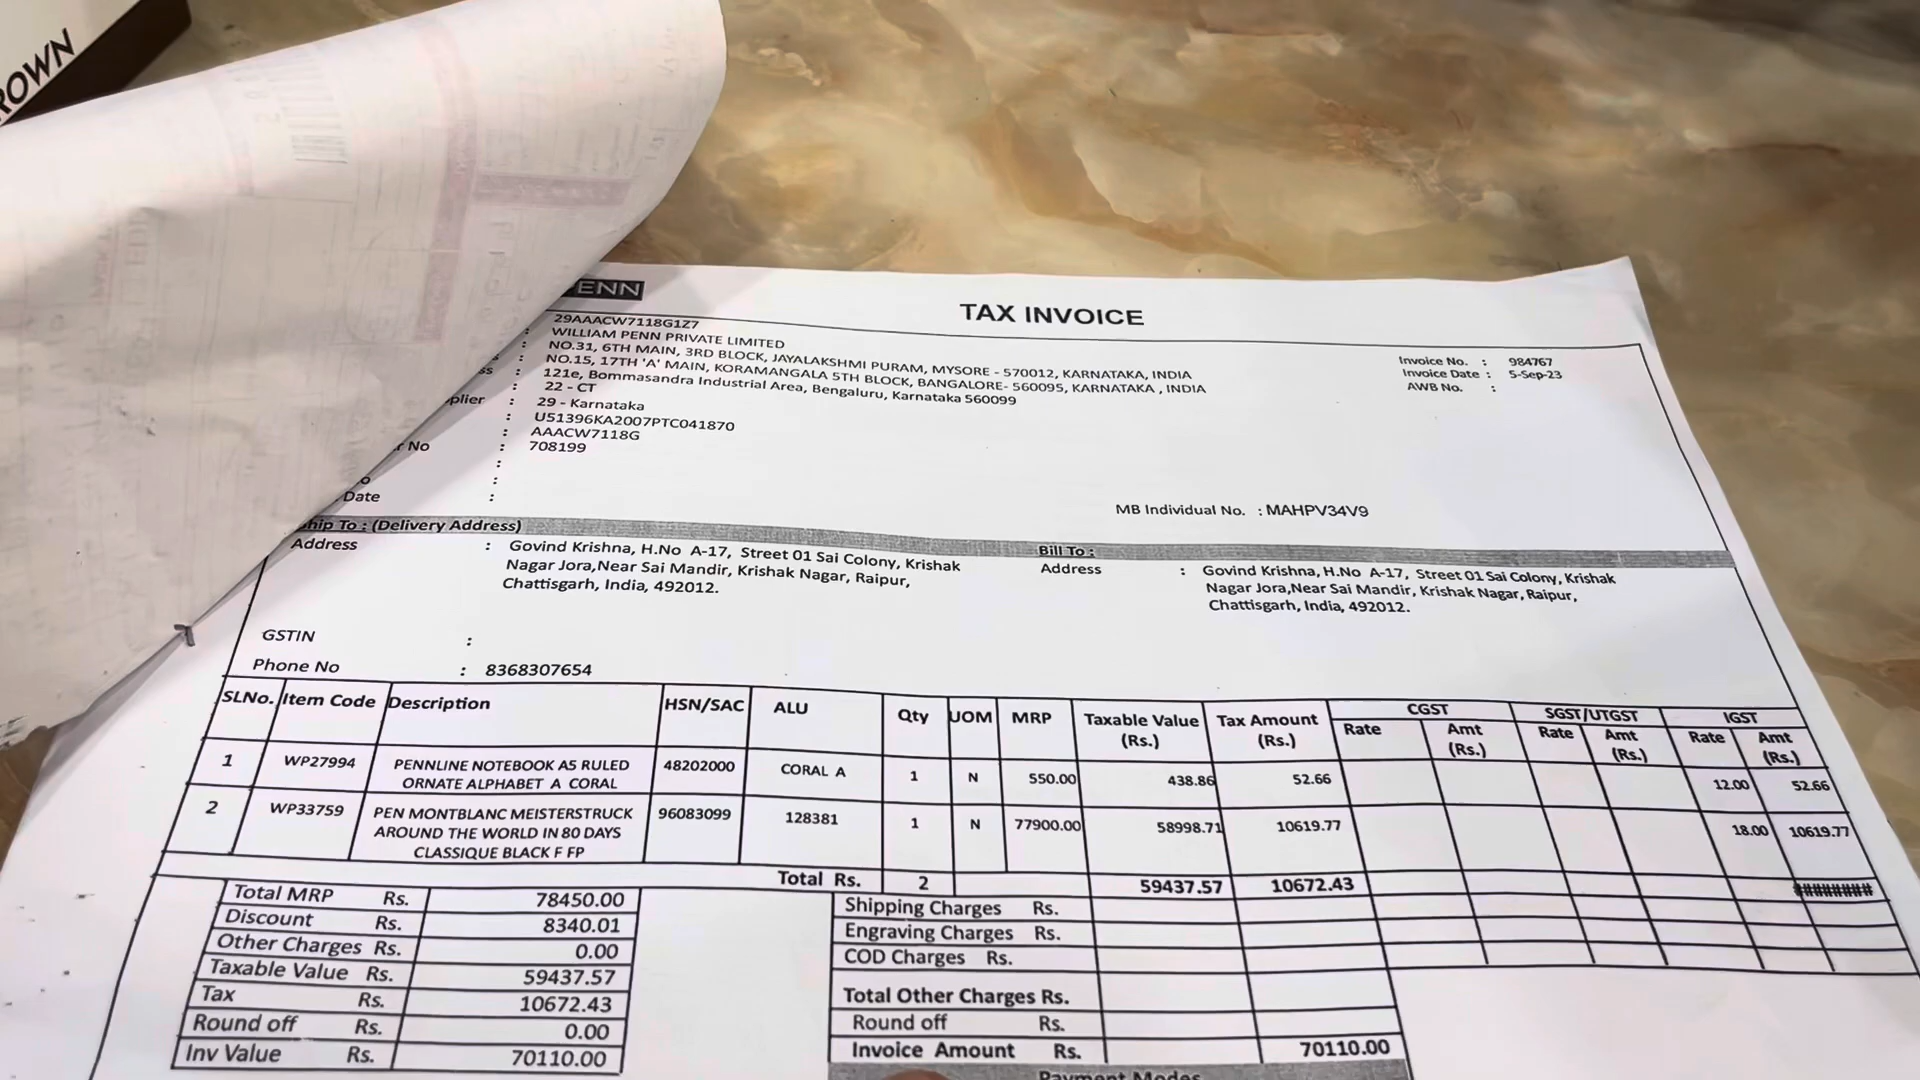 ROWN
ENN
TAX INVOICE
29AAACW7118G1Z7
: WILLIAM PENN PRIVATE LIMITED
: NO.31, 6TH MAIN, 3RD BLOCK, JAYALAKSHMI PURAM, MYSORE - 570012, KARNATAKA, INDIA
ss : NO.15, 17TH 'A' MAIN, KORAMANGALA 5TH BLOCK, BANGALORE- 560095, KARNATAKA , INDIA
: 121e, Bommasandra Industrial Area, Bengaluru, Karnataka 560099
: 22 - CT
plier : 29 - Karnataka
: U51396KA2007PTC041870
: AAACW7118G
r No : 708199
:
o :
Date :
Invoice No. : 984767
Invoice Date : 5-Sep-23
AWB No. :
MB Individual No. : MAHPV34V9
hip To : (Delivery Address)
Address : Govind Krishna, H.No A-17, Street 01 Sai Colony, Krishak
Nagar Jora,Near Sai Mandir, Krishak Nagar, Raipur,
Chattisgarh, India, 492012.
Bill To :
Address : Govind Krishna, H.No A-17, Street 01 Sai Colony, Krishak
Nagar Jora,Near Sai Mandir, Krishak Nagar, Raipur,
Chattisgarh, India, 492012.
GSTIN :
Phone No : 8368307654
SLNo. Item Code Description HSN/SAC ALU Qty UOM MRP Taxable Value (Rs.) Tax Amount (Rs.) CGST SGST/UTGST IGST
Rate Amt (Rs.) Rate Amt (Rs.) Rate Amt (Rs.)
1 WP27994 PENNLINE NOTEBOOK A5 RULED 48202000 CORAL A 1 N 550.00 438.86 52.66 12.00 52.66
ORNATE ALPHABET A CORAL
2 WP33759 PEN MONTBLANC MEISTERSTRUCK 96083099 128381 1 N 77900.00 58998.71 10619.77 18.00 10619.77
AROUND THE WORLD IN 80 DAYS
CLASSIQUE BLACK F FP
Total Rs. 2 59437.57 10672.43 ########
Total MRP Rs. 78450.00
Discount Rs. 8340.01
Other Charges Rs. 0.00
Taxable Value Rs. 59437.57
Tax Rs. 10672.43
Round off Rs. 0.00
Inv Value Rs. 70110.00
Shipping Charges Rs.
Engraving Charges Rs.
COD Charges Rs.
Total Other Charges Rs.
Round off Rs.
Invoice Amount Rs. 70110.00
Payment Modes